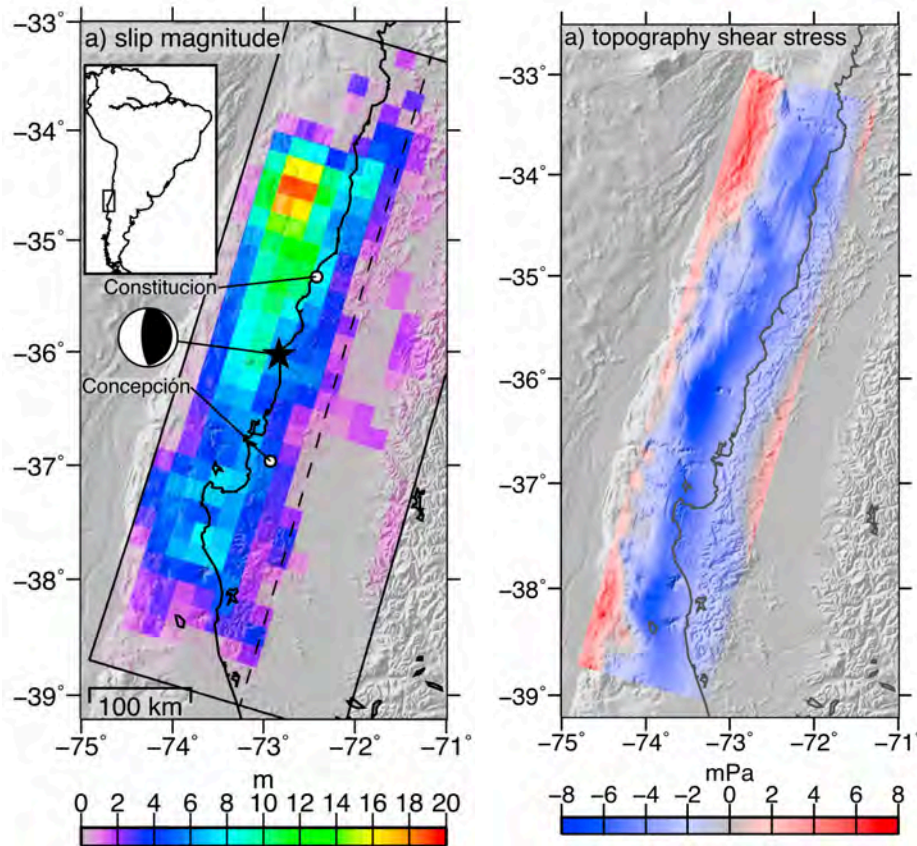 a) slip magnitude
−33°
−34°
−35°
−36°
−37°
−38°
−39°
Constitucion
Concepción
100 km
−75° −74° −73° −72° −71°
m
0 2 4 6 8 10 12 14 16 18 20
a) topography shear stress
−33°
−34°
−35°
−36°
−37°
−38°
−39°
−75° −74° −73° −72° −71°
mPa
−8 −6 −4 −2 0 2 4 6 8